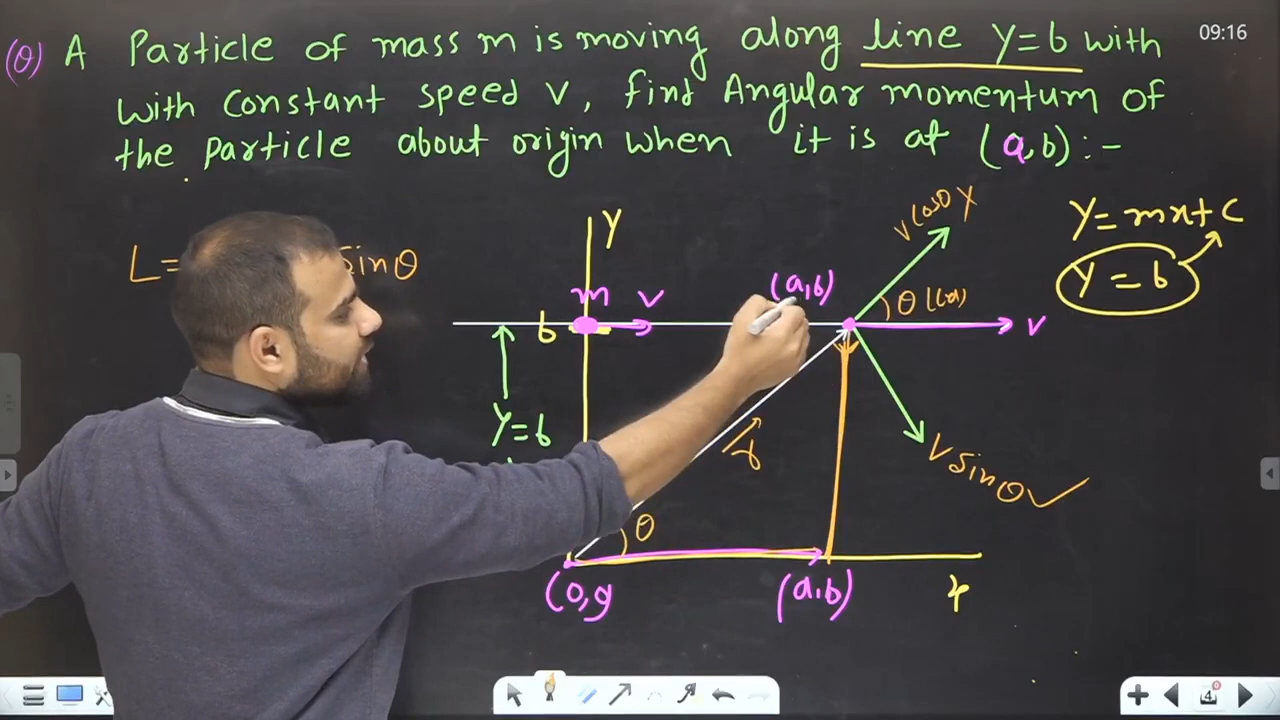 (Q) A Particle of mass m is moving along line y=b with
with constant speed v, find Angular momentum of
the particle about origin when it is at (a,b) :-
09:16
y=mx+c
y=b
L= Sinθ
y
v cosθ x
m v
(a,b)
θ
b
v
y=b
r
v sinθ ✓
θ
(0,0
(a,b)
x
4